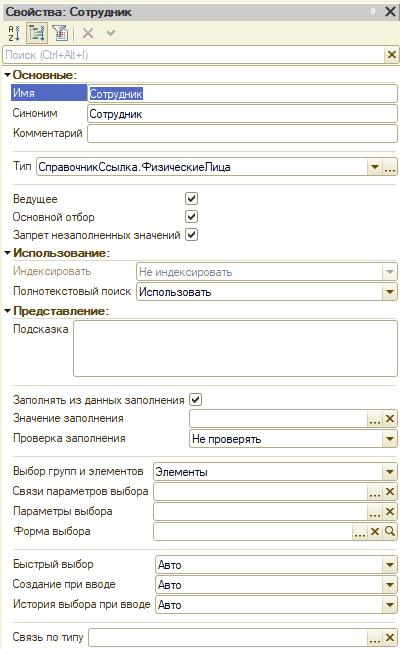 Свойства: Сотрудник
Поиск (Ctrl+Alt+I)
Основные:
Имя Сотрудник
Синоним Сотрудник
Комментарий
Тип СправочникСсылка.ФизическиеЛица
Ведущее
Основной отбор
Запрет незаполненных значений
Использование:
Индексировать Не индексировать
Полнотекстовый поиск Использовать
Представление:
Подсказка
Заполнять из данных заполнения
Значение заполнения
Проверка заполнения Не проверять
Выбор групп и элементов Элементы
Связи параметров выбора
Параметры выбора
Форма выбора
Быстрый выбор Авто
Создание при вводе Авто
История выбора при вводе Авто
Связь по типу